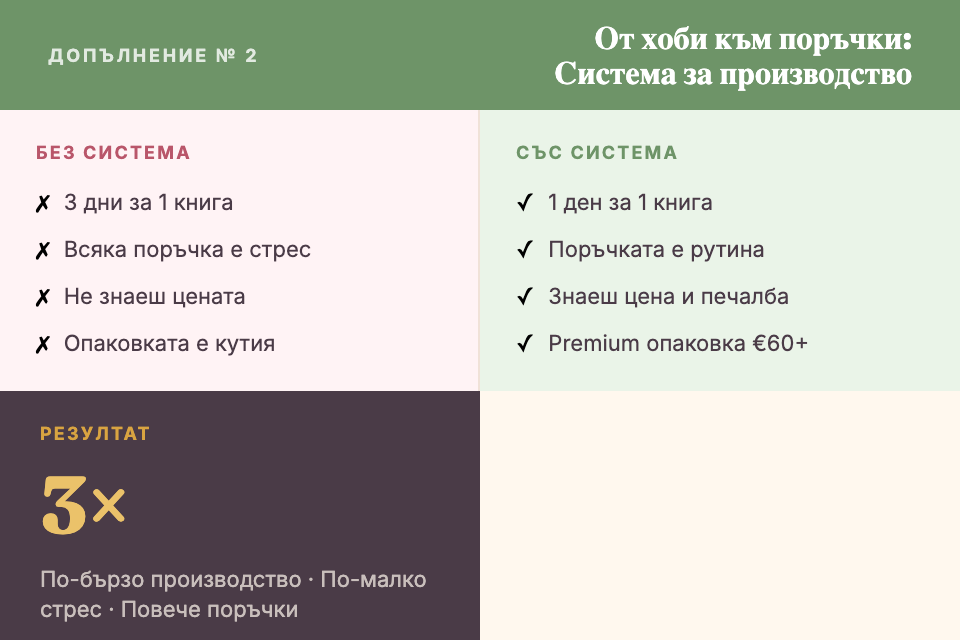 ДОПЪЛНЕНИЕ № 2
От хоби към поръчки:
Система за производство
БЕЗ СИСТЕМА
✗ 3 дни за 1 книга
✗ Всяка поръчка е стрес
✗ Не знаеш цената
✗ Опаковката е кутия
СЪС СИСТЕМА
✓ 1 ден за 1 книга
✓ Поръчката е рутина
✓ Знаеш цена и печалба
✓ Premium опаковка €60+
РЕЗУЛТАТ
3×
По-бързо производство · По-малко
стрес · Повече поръчки